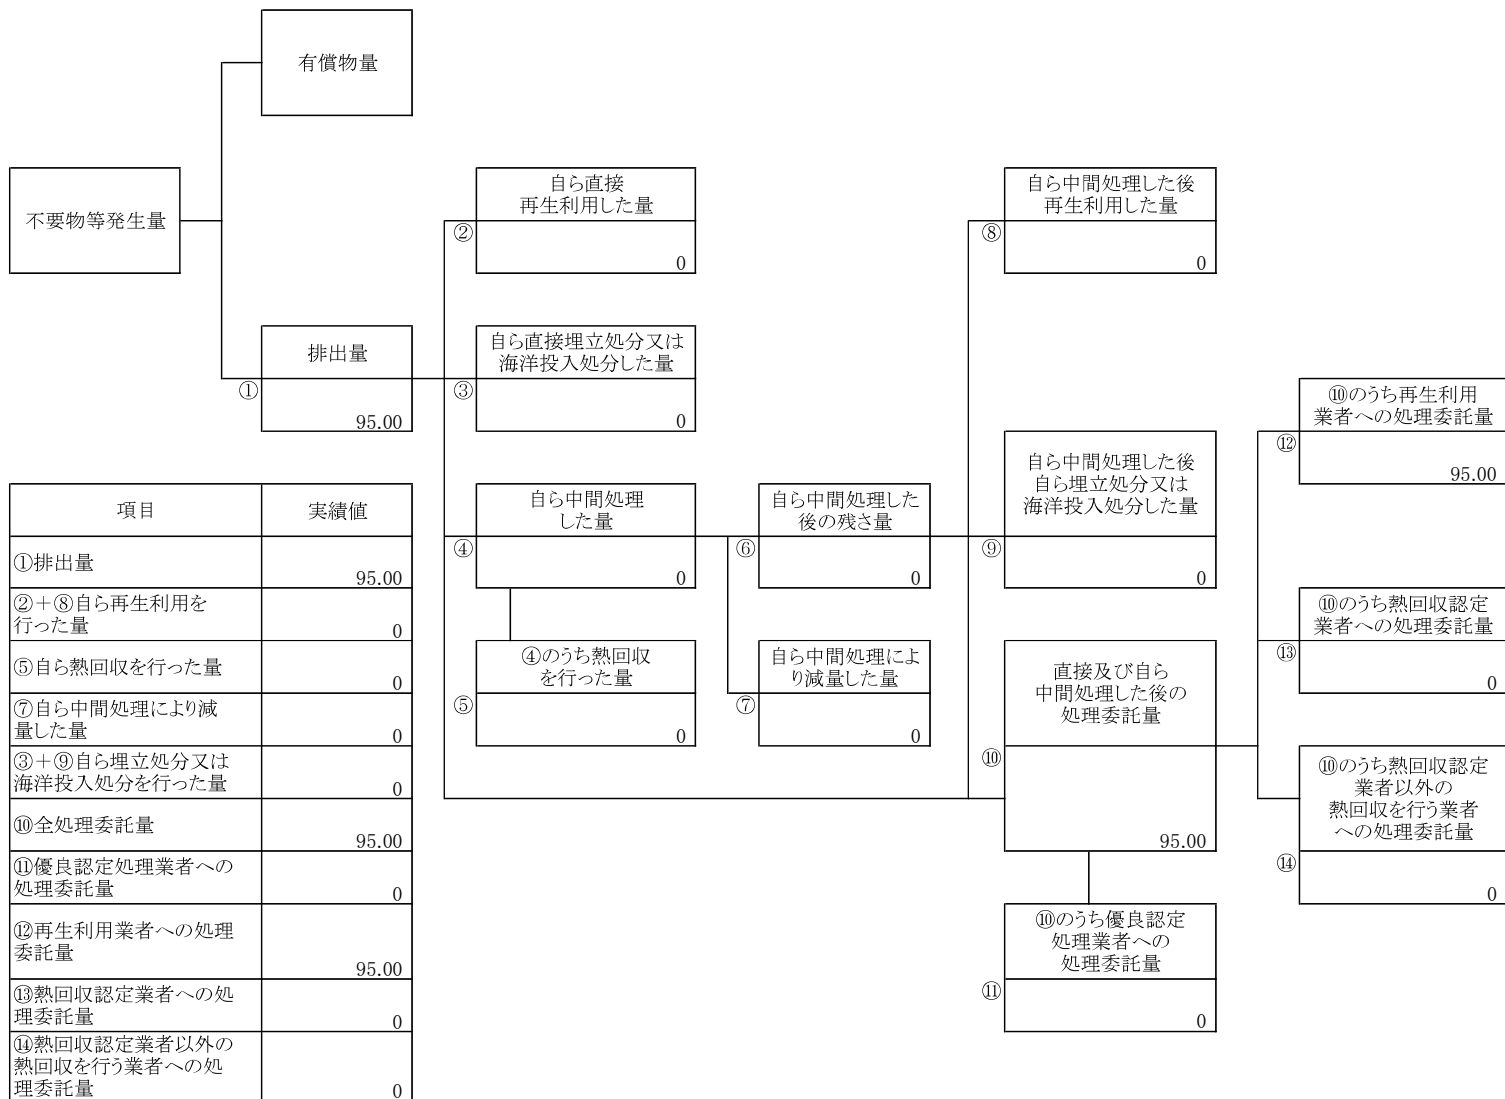 有償物量
不要物等発生量
排出量
①
95.00
自ら直接
再生利用した量
②
0
自ら直接埋立処分又は
海洋投入処分した量
③
0
自ら中間処理
した量
④
0
④のうち熱回収
を行った量
⑤
0
自ら中間処理した
後の残さ量
⑥
0
自ら中間処理によ
り減量した量
⑦
0
自ら中間処理した後
再生利用した量
⑧
0
自ら中間処理した後
自ら埋立処分又は
海洋投入処分した量
⑨
0
直接及び自ら
中間処理した後の
処理委託量
⑩
95.00
⑩のうち優良認定
処理業者への
処理委託量
⑪
0
⑩のうち再生利用
業者への処理委託量
⑫
95.00
⑩のうち熱回収認定
業者への処理委託量
⑬
0
⑩のうち熱回収認定
業者以外の
熱回収を行う業者
への処理委託量
⑭
0
項目 実績値
①排出量
95.00
②＋⑧自ら再生利用を
行った量
0
⑤自ら熱回収を行った量
0
⑦自ら中間処理により減
量した量
0
③＋⑨自ら埋立処分又は
海洋投入処分を行った量
0
⑩全処理委託量
95.00
⑪優良認定処理業者への
処理委託量
0
⑫再生利用業者への処理
委託量
95.00
⑬熱回収認定業者への処
理委託量
0
⑭熱回収認定業者以外の
熱回収を行う業者への処
理委託量
0